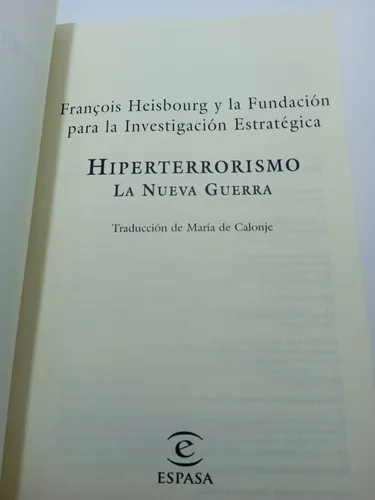 François Heisbourg y la Fundación
para la Investigación Estratégica
HIPERTERRORISMO
LA NUEVA GUERRA
Traducción de María de Calonje
e
ESPASA